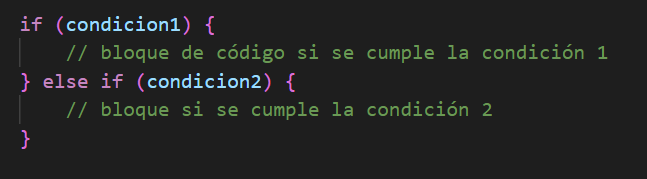 if (condicion1) {
    // bloque de código si se cumple la condición 1
} else if (condicion2) {
    // bloque si se cumple la condición 2
}